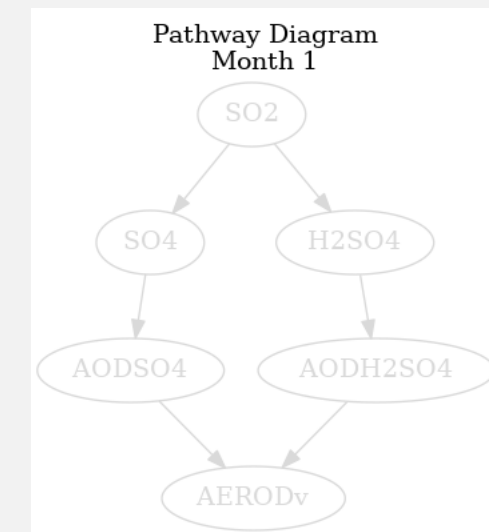 Pathway Diagram
Month 1
SO2
SO4
H2SO4
AODSO4
AODH2SO4
AERODv